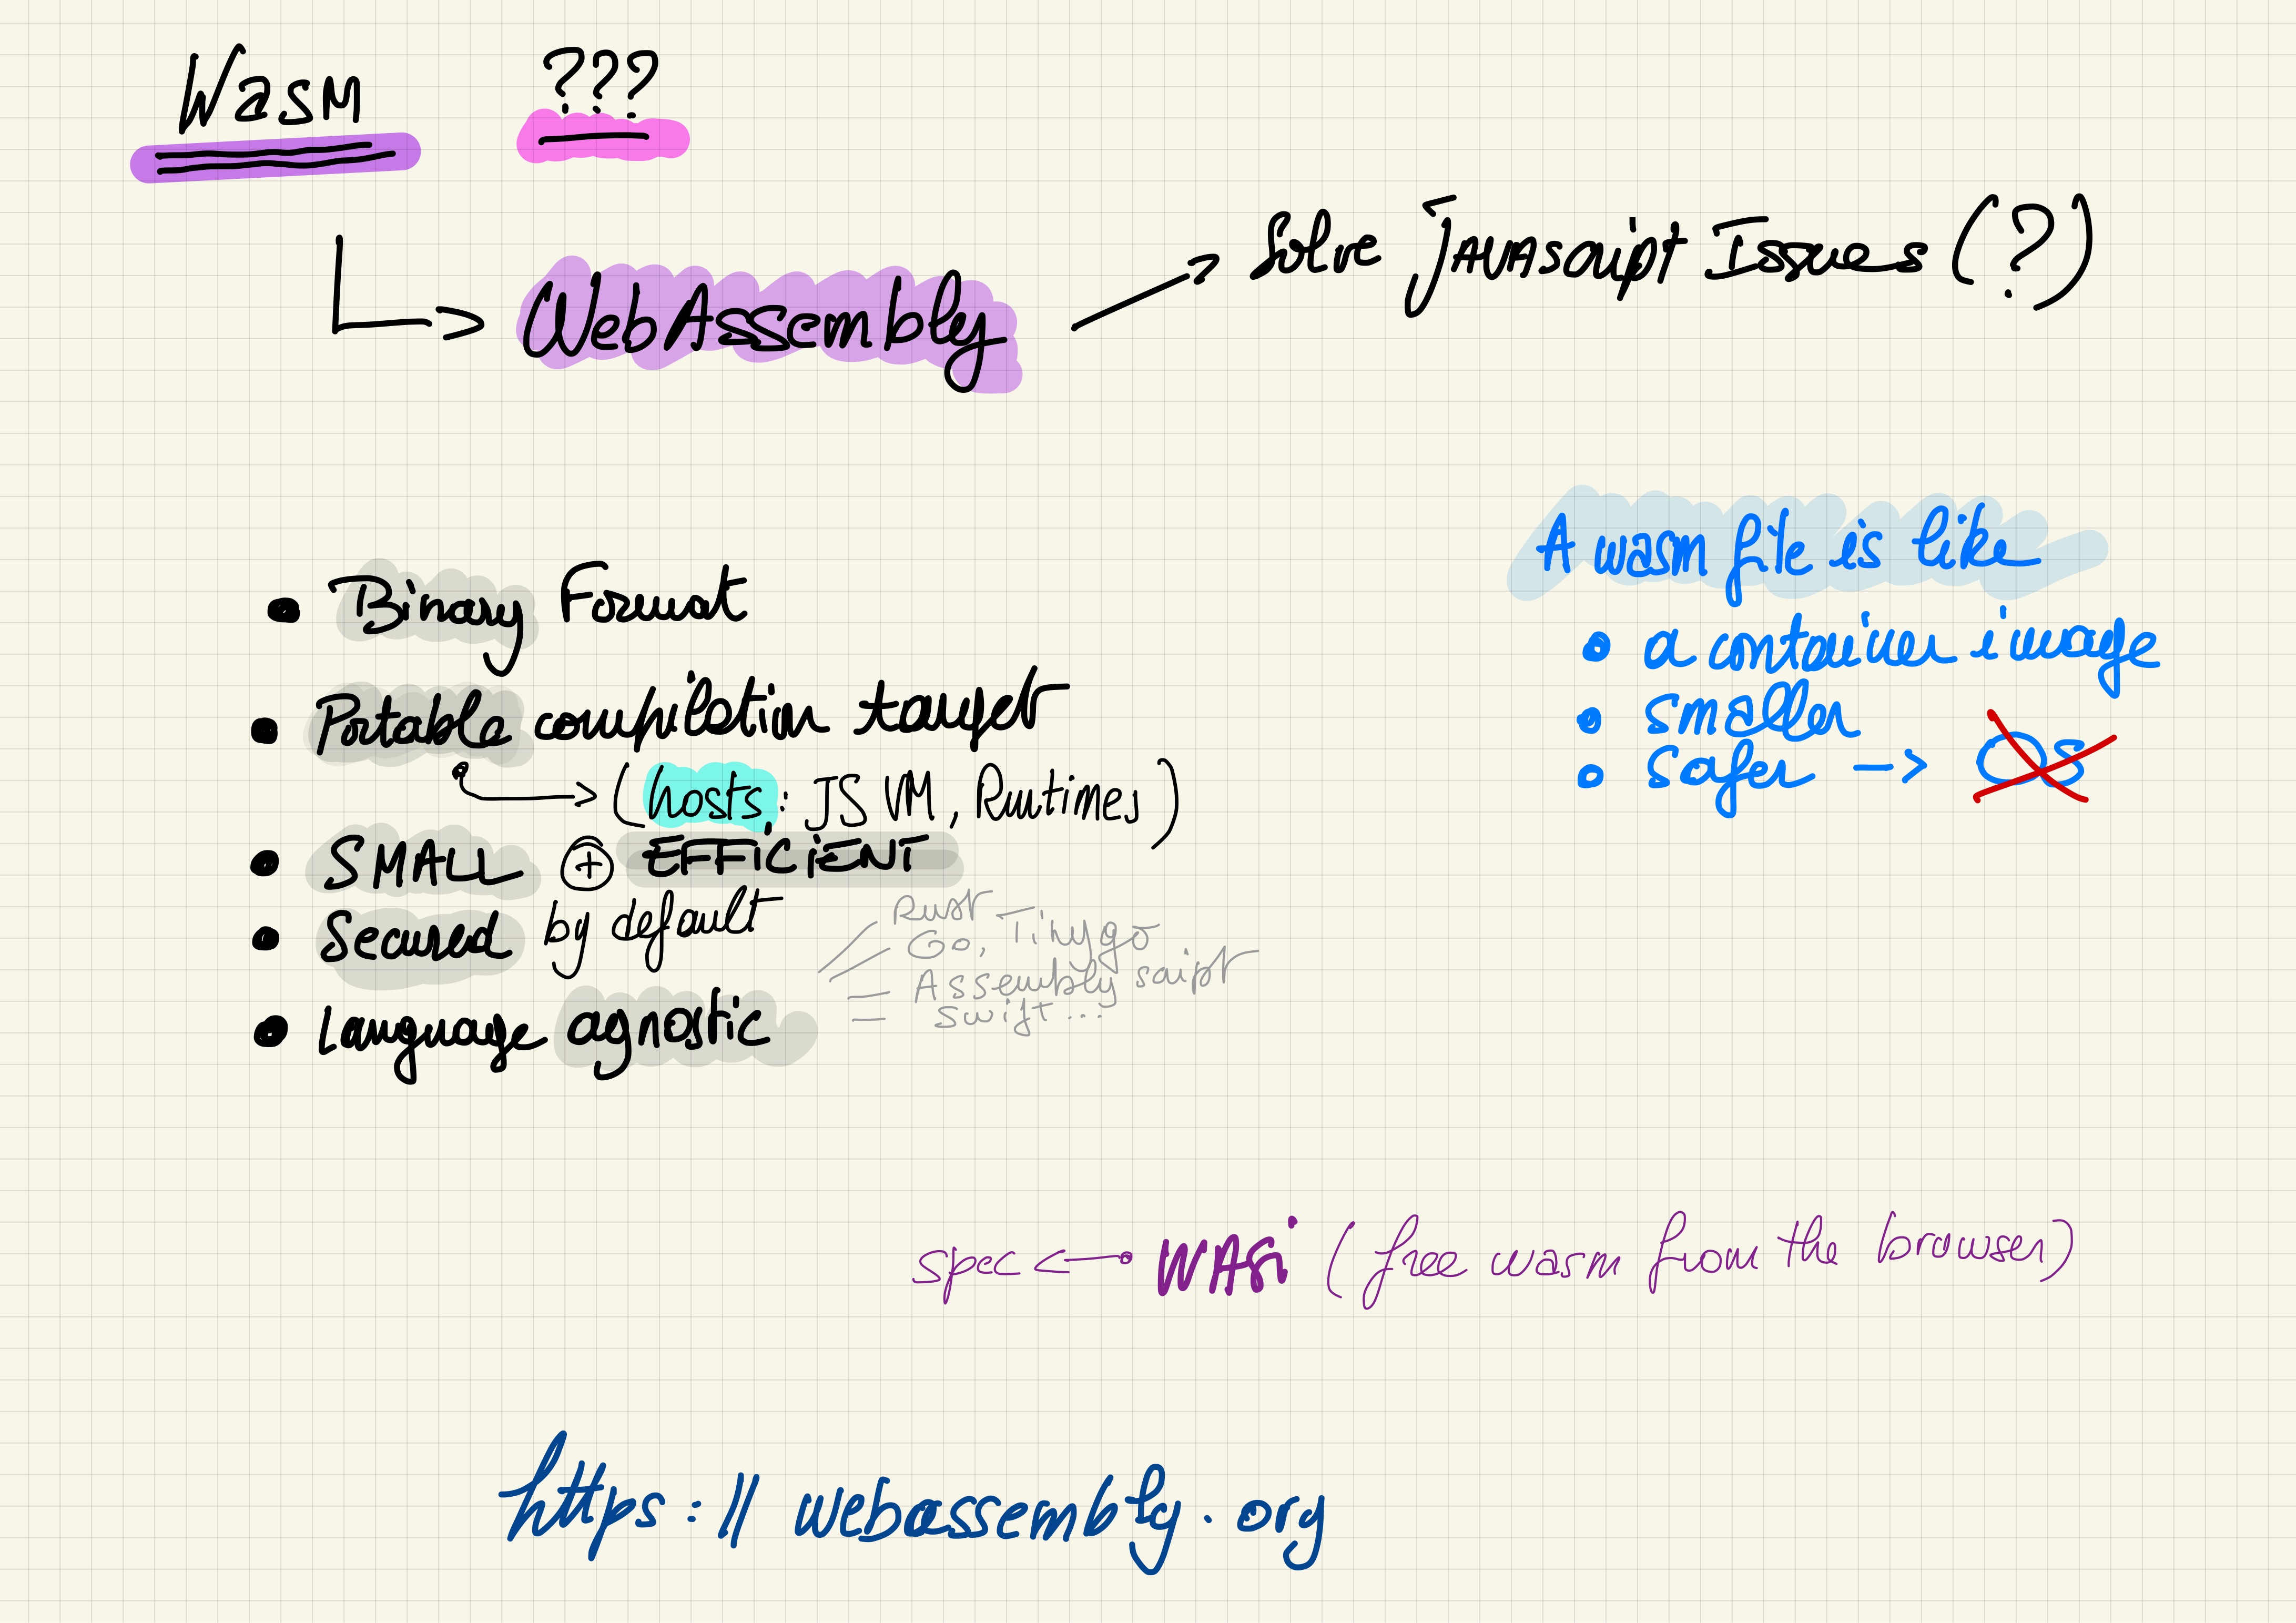 Wasm ???
WebAssembly
Solve JAVAscript Issues (?)
Binary Format
Portable compilation target
(hosts: JS VM, Runtimes)
SMALL + EFFICIENT
Secured by default
Language agnostic
Rust
Go, Tinygo
Assembly script
Swift...
A wasm file is like
a container image
smaller
safer -> OS
spec <- WASi (free wasm from the browser)
https://webassembly.org